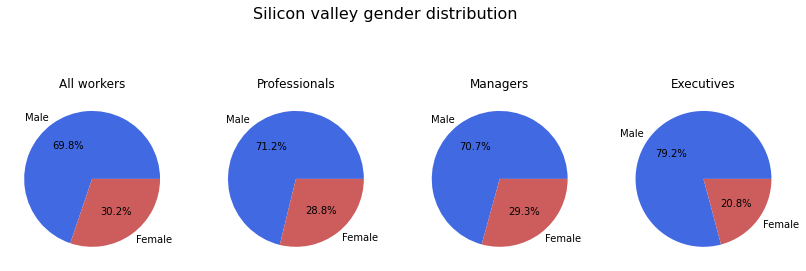 Silicon valley gender distribution
All workers
Male
69.8%
30.2%
Female
Professionals
Male
71.2%
28.8%
Female
Managers
Male
70.7%
29.3%
Female
Executives
Male
79.2%
20.8%
Female